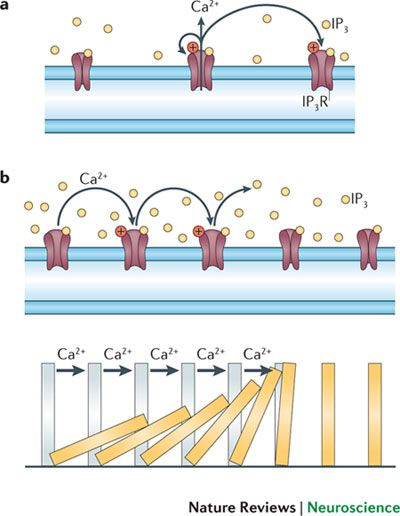 a
Ca²⁺
+
+
IP₃
IP₃R
b
Ca²⁺
+
+
IP₃
Ca²⁺ Ca²⁺ Ca²⁺ Ca²⁺ Ca²⁺
Nature Reviews | Neuroscience